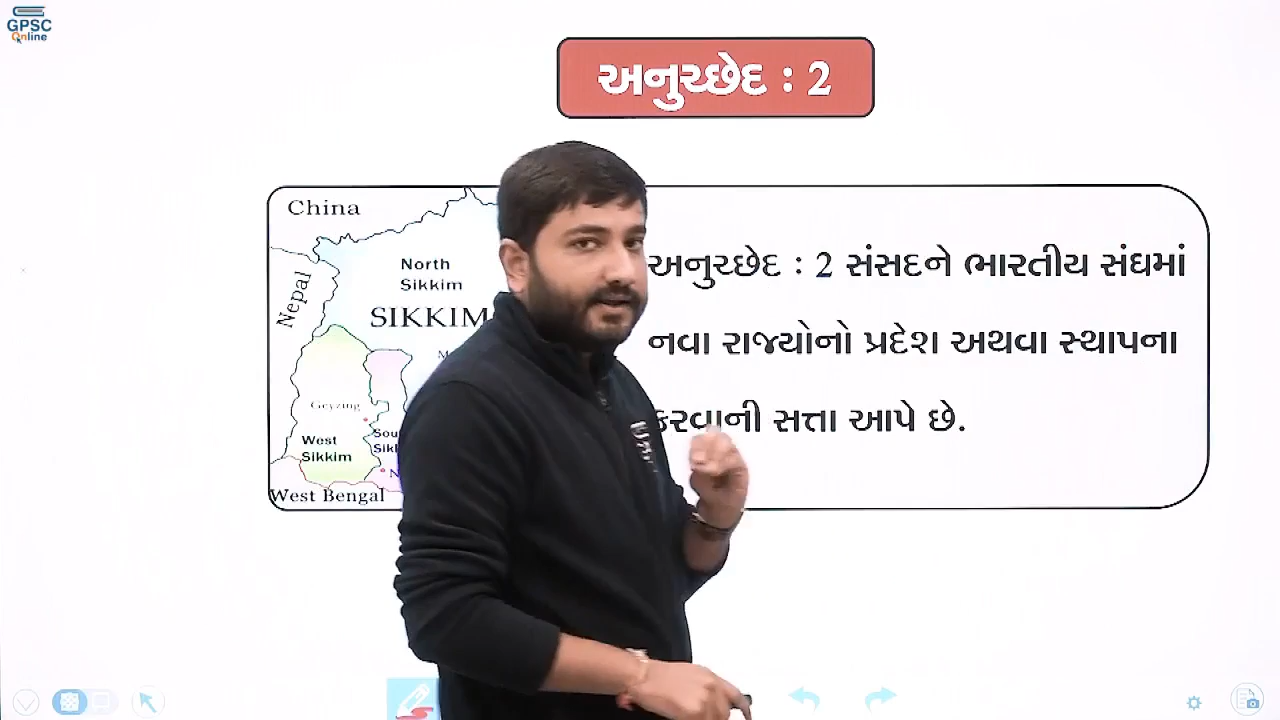 GPSC
Online
અનુચ્છેદ : 2
China
Nepal
North
Sikkim
SIKKIM
Geyzing
West
Sikkim
West Bengal
અનુચ્છેદ : 2 સંસદને ભારતીય સંઘમાં
નવા રાજ્યોનો પ્રદેશ અથવા સ્થાપના
કરવાની સત્તા આપે છે.